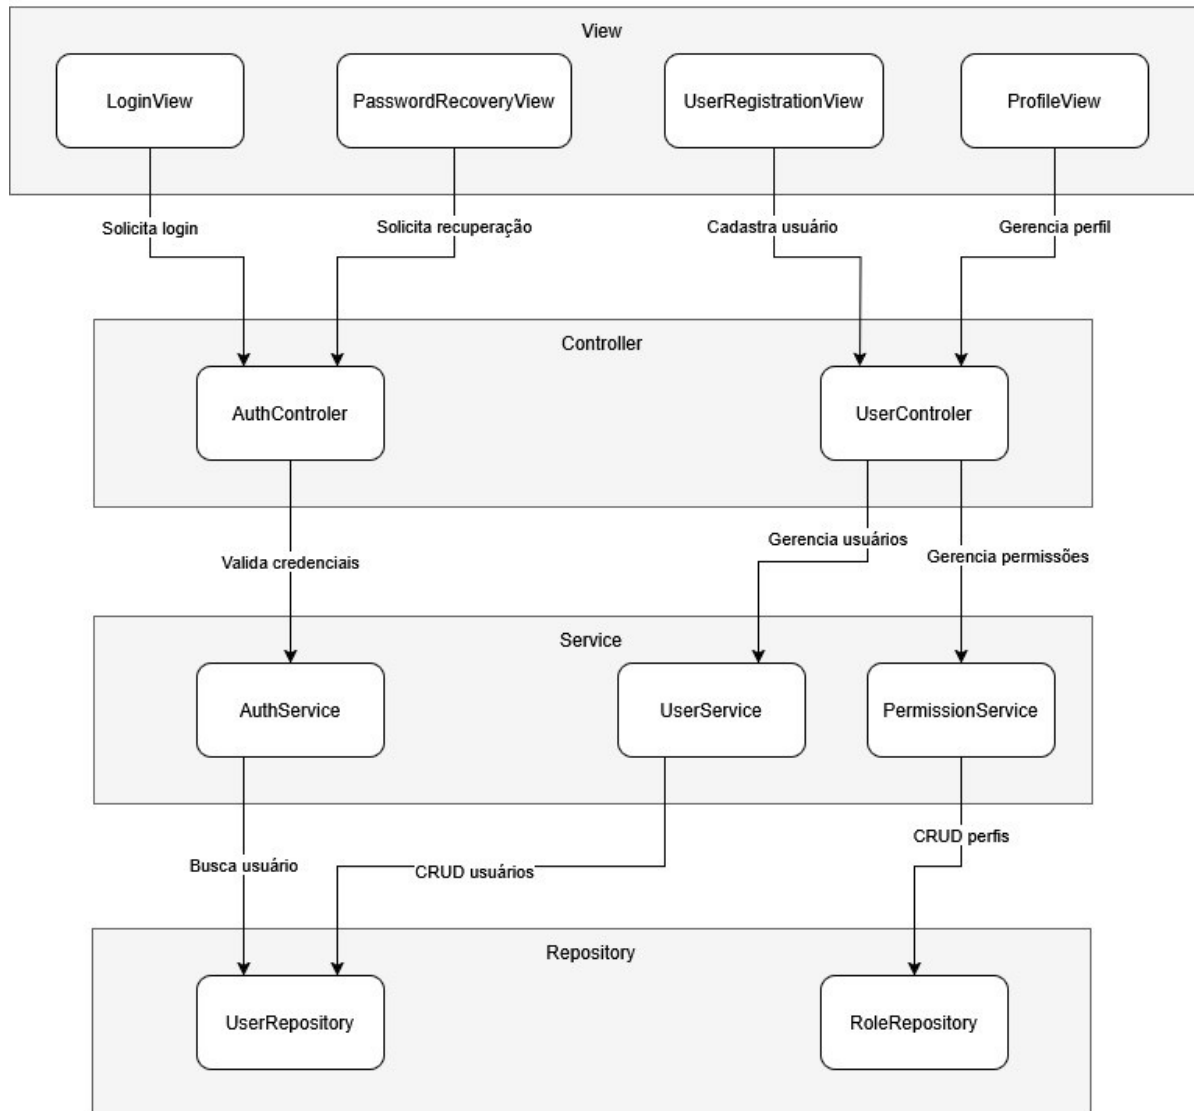 View
LoginView
PasswordRecoveryView
UserRegistrationView
ProfileView
Solicita login
Solicita recuperação
Cadastra usuário
Gerencia perfil
Controller
AuthControler
UserControler
Gerencia usuários
Valida credenciais
Gerencia permissões
Service
AuthService
UserService
PermissionService
CRUD perfis
Busca usuário
CRUD usuários
Repository
UserRepository
RoleRepository